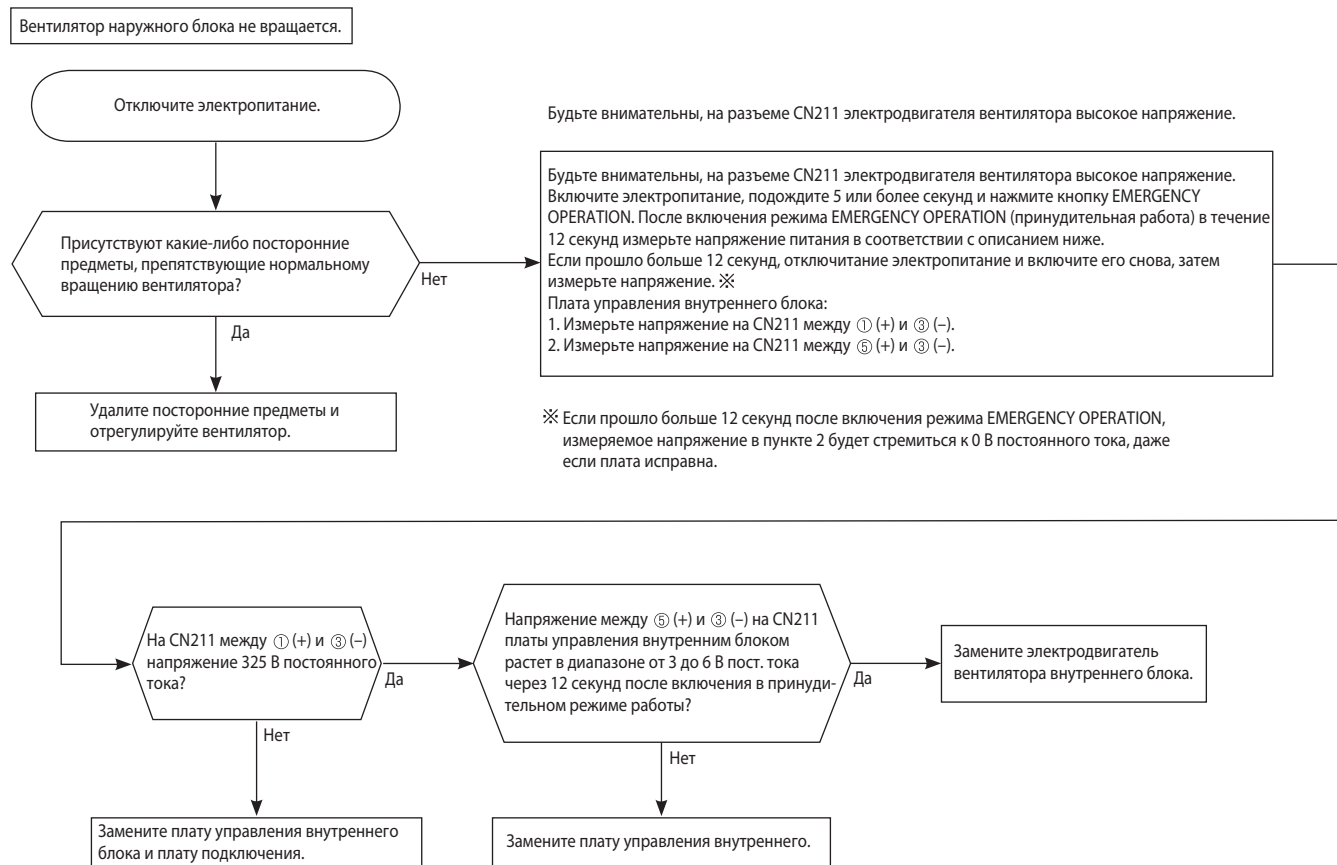 Вентилятор наружного блока не вращается.
Отключите электропитание.
Присутствуют какие-либо посторонние
предметы, препятствующие нормальному
вращению вентилятора?
Нет
Да
Удалите посторонние предметы и
отрегулируйте вентилятор.
Будьте внимательны, на разъеме CN211 электродвигателя вентилятора высокое напряжение.
Будьте внимательны, на разъеме CN211 электродвигателя вентилятора высокое напряжение.
Включите электропитание, подождите 5 или более секунд и нажмите кнопку EMERGENCY
OPERATION. После включения режима EMERGENCY OPERATION (принудительная работа) в течение
12 секунд измерьте напряжение питания в соответствии с описанием ниже.
Если прошло больше 12 секунд, отключитание электропитание и включите его снова, затем
измерьте напряжение. ※
Плата управления внутреннего блока:
1. Измерьте напряжение на CN211 между ① (+) и ③ (–).
2. Измерьте напряжение на CN211 между ⑤ (+) и ③ (–).
※ Если прошло больше 12 секунд после включения режима EMERGENCY OPERATION,
измеряемое напряжение в пункте 2 будет стремиться к 0 В постоянного тока, даже
если плата исправна.
На CN211 между ① (+) и ③ (–)
напряжение 325 В постоянного
тока?
Да
Нет
Замените плату управления внутреннего
блока и плату подключения.
Напряжение между ⑤ (+) и ③ (–) на CN211
платы управления внутренним блоком
растет в диапазоне от 3 до 6 В пост. тока
через 12 секунд после включения в принуди-
тельном режиме работы?
Да
Нет
Замените плату управления внутреннего.
Замените электродвигатель
вентилятора внутреннего блока.